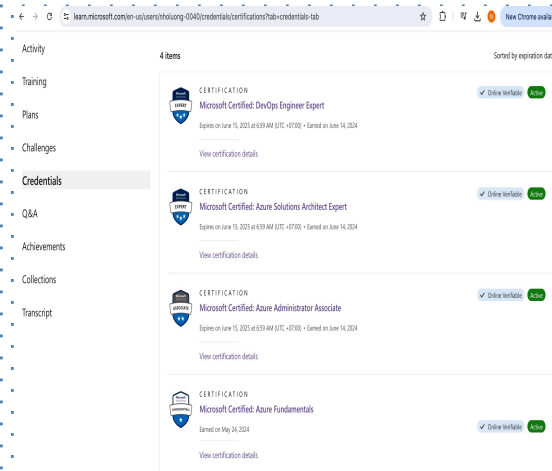 learn.microsoft.com/en-us/users/nholuong-0040/credentials/certifications?tab=credentials-tab
N
New Chrome availa
Activity
Training
Plans
Challenges
Credentials
Q&A
Achievements
Collections
Transcript
4 items
Sorted by expiration dat
EXPERT
CERTIFICATION
Microsoft Certified: DevOps Engineer Expert
✓ Online Verifiable
Active
Expires on June 15, 2025 at 6:59 AM (UTC +07:00) • Earned on June 14, 2024
View certification details
EXPERT
CERTIFICATION
Microsoft Certified: Azure Solutions Architect Expert
✓ Online Verifiable
Active
Expires on June 15, 2025 at 6:59 AM (UTC +07:00) • Earned on June 14, 2024
View certification details
ASSOCIATE
CERTIFICATION
Microsoft Certified: Azure Administrator Associate
✓ Online Verifiable
Active
Expires on June 15, 2025 at 6:59 AM (UTC +07:00) • Earned on June 14, 2024
View certification details
CERTIFICATION
Microsoft Certified: Azure Fundamentals
Earned on May 24, 2024
✓ Online Verifiable
Active
View certification details